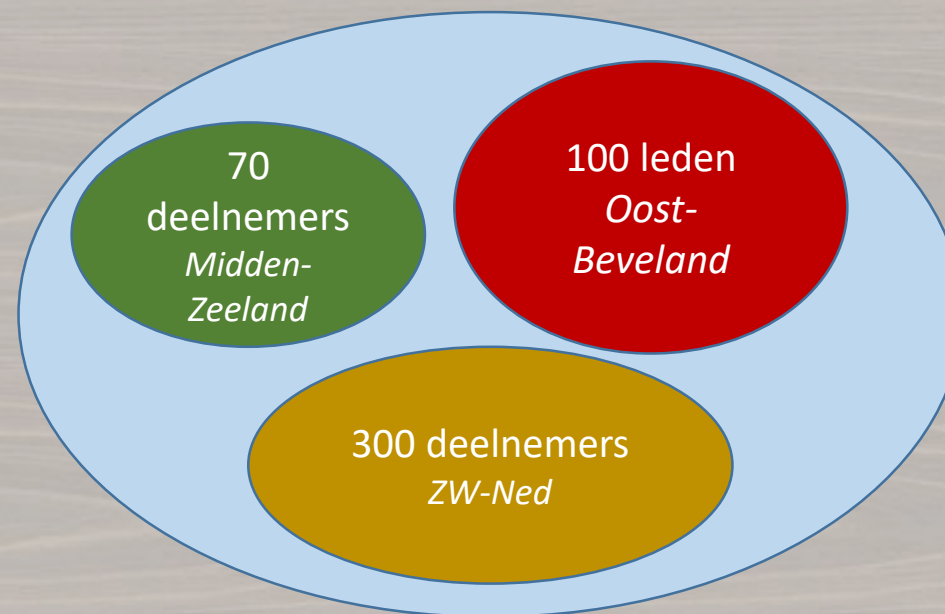 70
deelnemers
Midden-
Zeeland
100 leden
Oost-
Beveland
300 deelnemers
ZW-Ned